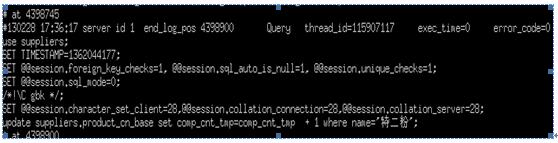 # at 4398745
#130228 17:36:17 server id 1 end_log_pos 4398900 Query thread_id=115907117 exec_time=0 error_code=0
use suppliers;
SET TIMESTAMP=1362044177;
SET @@session.foreign_key_checks=1, @@session.sql_auto_is_null=1, @@session.unique_checks=1;
SET @@session.sql_mode=0;
/*!\C gbk */;
SET @@session.character_set_client=28,@@session.collation_connection=28,@@session.collation_server=28;
update suppliers.product_cn_base set comp_cnt_tmp=comp_cnt_tmp + 1 where name="特二粉";
# at 4398900